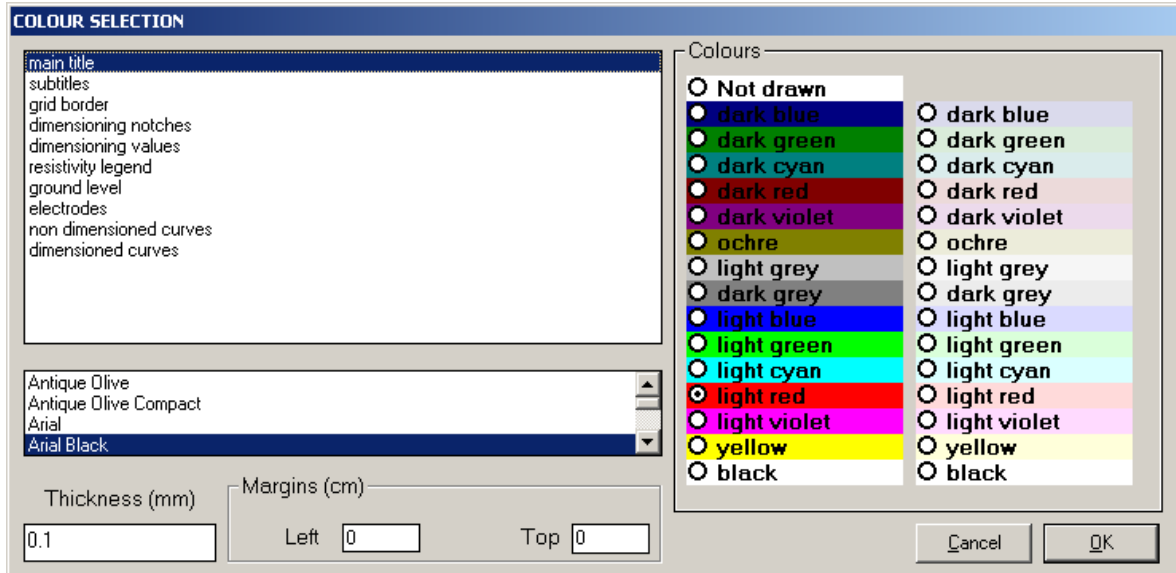 COLOUR SELECTION
main title
subtitles
grid border
dimensioning notches
dimensioning values
resistivity legend
ground level
electrodes
non dimensioned curves
dimensioned curves
Antique Olive
Antique Olive Compact
Arial
Arial Black
Thickness (mm)
0.1
Margins (cm)
Left 0 Top 0
Colours
Not drawn
dark blue dark blue
dark green dark green
dark cyan dark cyan
dark red dark red
dark violet dark violet
ochre ochre
light grey light grey
dark grey dark grey
light blue light blue
light green light green
light cyan light cyan
light red light red
light violet light violet
yellow yellow
black black
Cancel OK